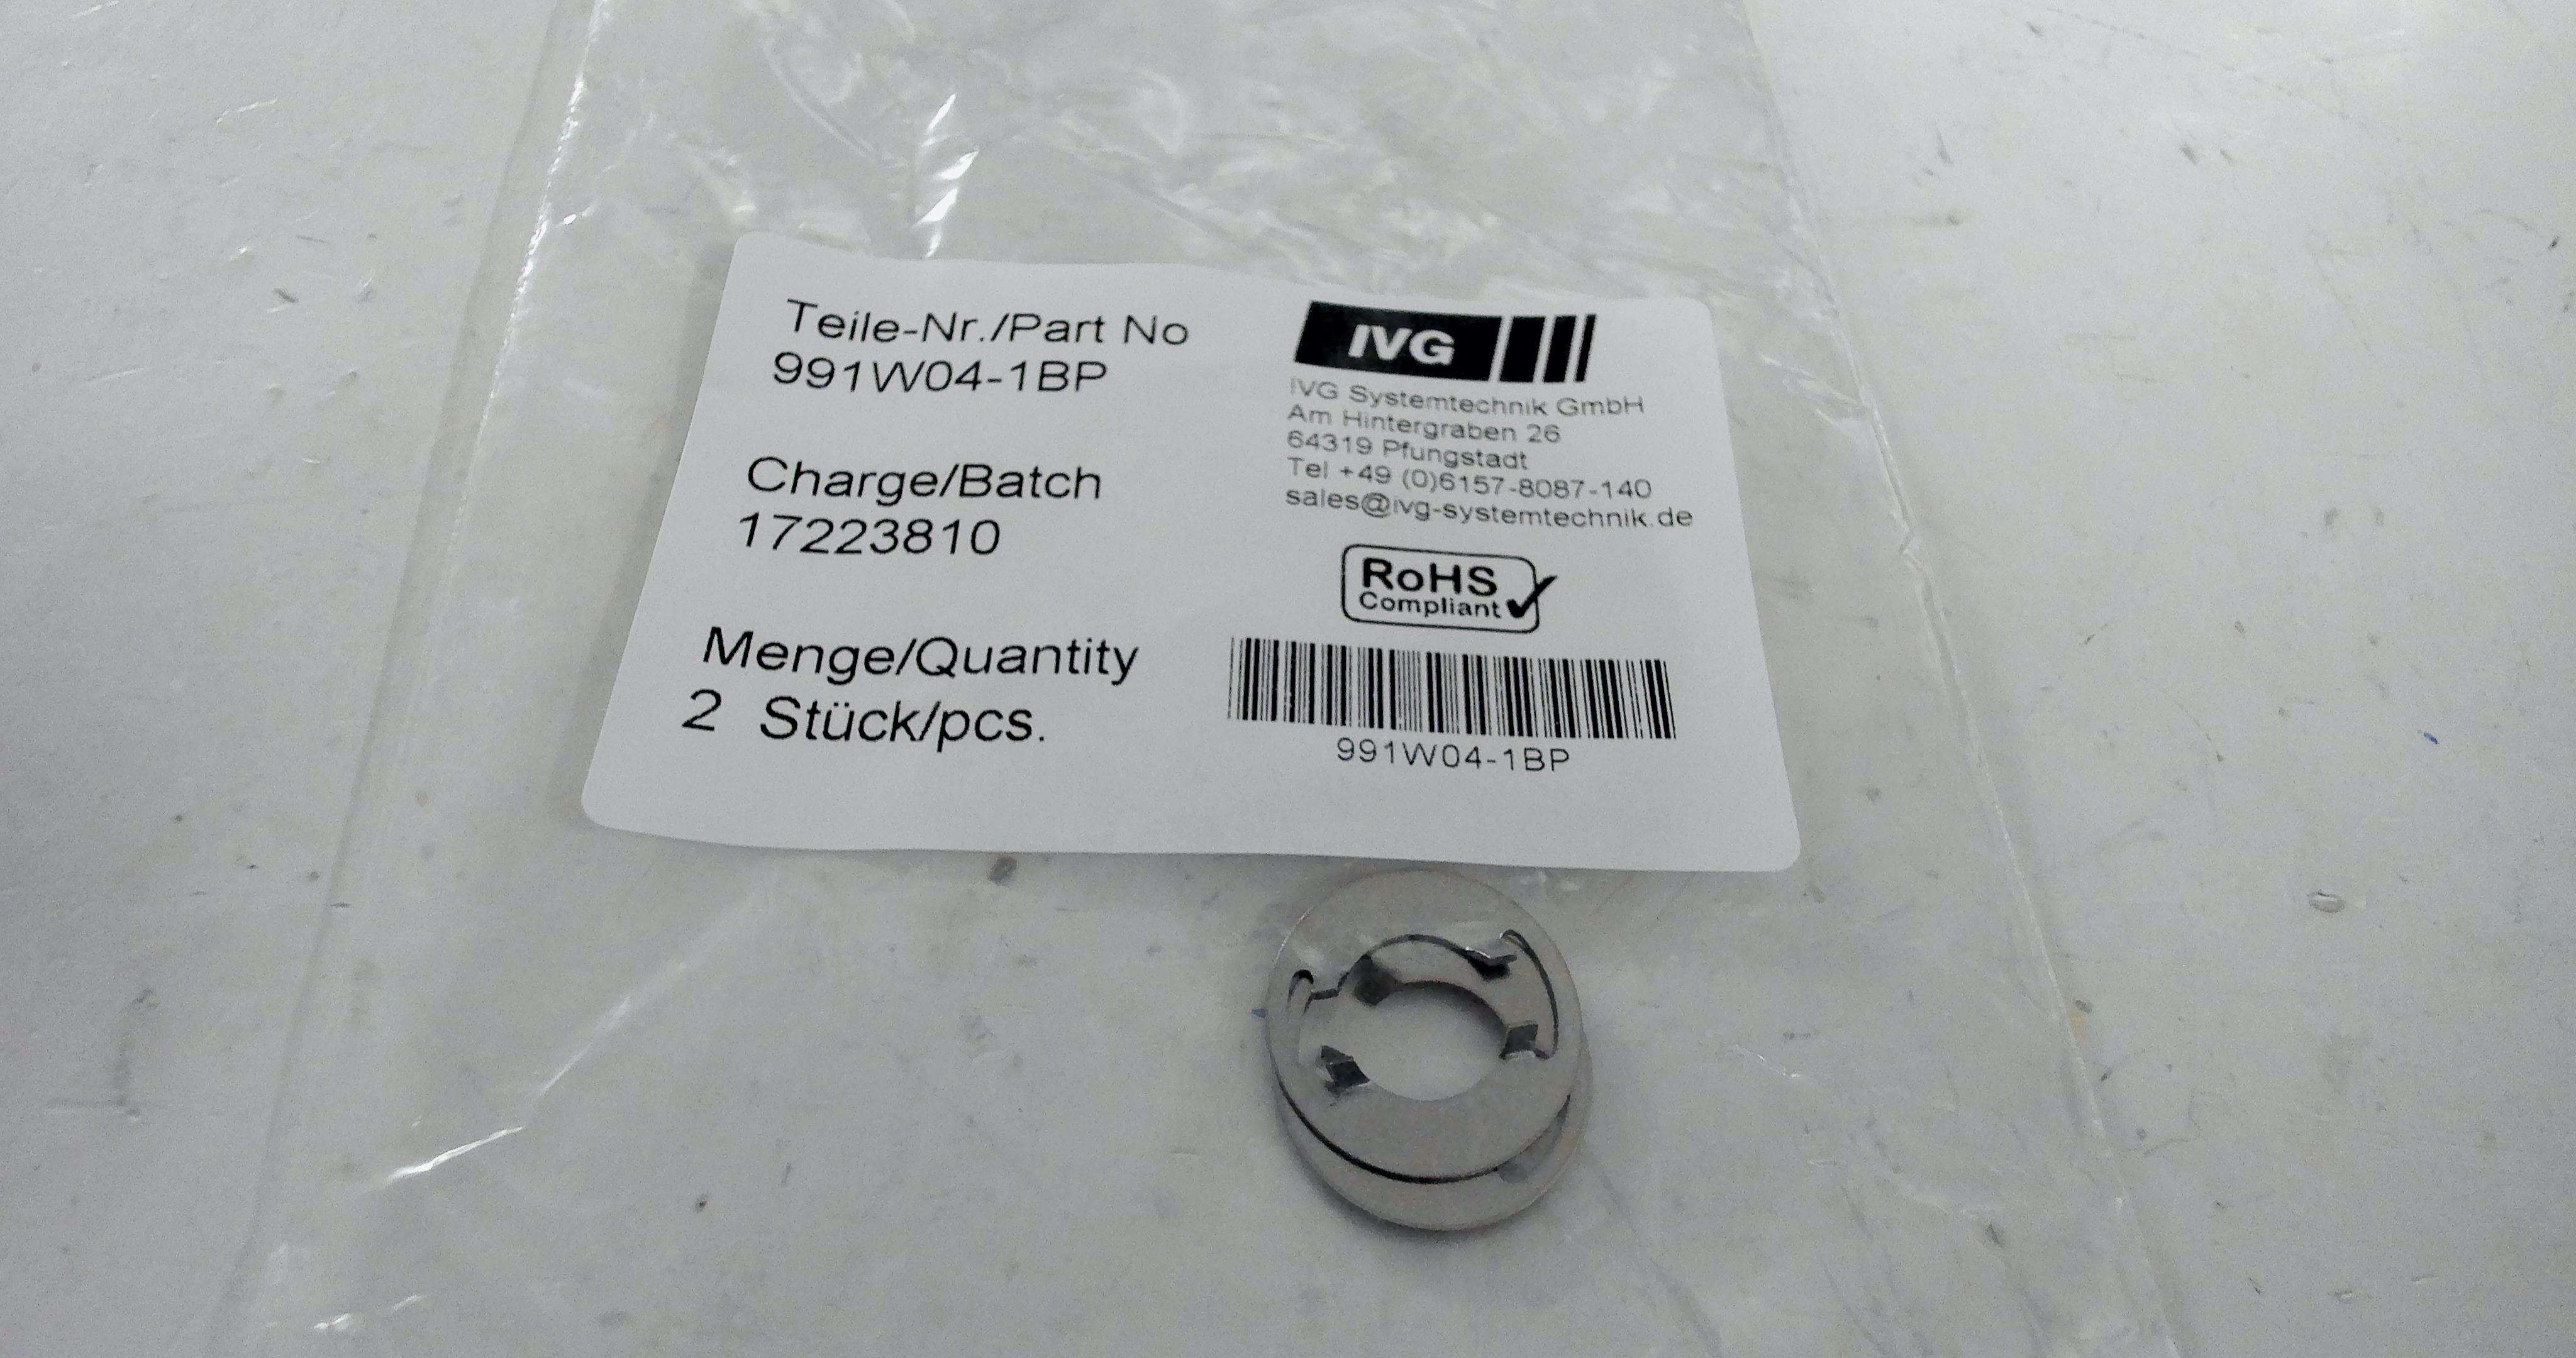 Teile-Nr./Part No
991W04-1BP
Charge/Batch
17223810
Menge/Quantity
2 Stück/pcs.
IVG
IVG Systemtechnik GmbH
Am Hintergraben 26
64319 Pfungstadt
Tel +49 (0)6157-8087-140
sales@ivg-systemtechnik.de
RoHS
Compliant
991W04-1BP